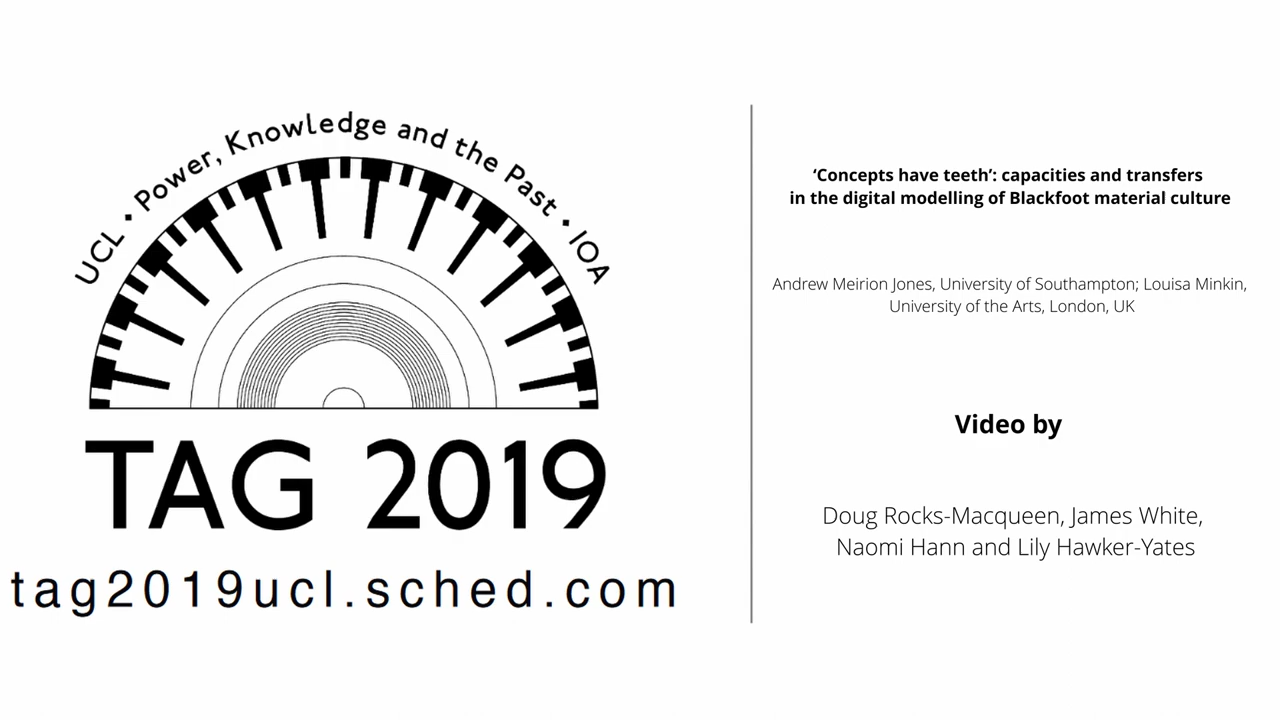 UCL • Power, Knowledge and the Past • IOA
TAG 2019
tag2019ucl.sched.com
‘Concepts have teeth’: capacities and transfers
in the digital modelling of Blackfoot material culture
Andrew Meirion Jones, University of Southampton; Louisa Minkin,
University of the Arts, London, UK
Video by
Doug Rocks-Macqueen, James White,
Naomi Hann and Lily Hawker-Yates